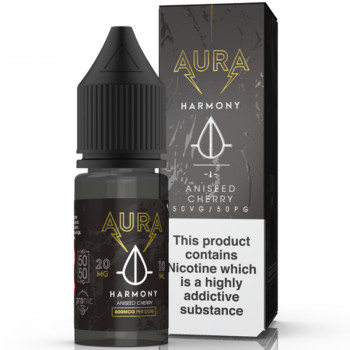 AURA
HARMONY
ANISEED
CHERRY
50VG/50PG
This product
contains
Nicotine which
is a highly
addictive
substance
AURA
20
MG
10
ML
HARMONY
ANISEED CHERRY
50
50